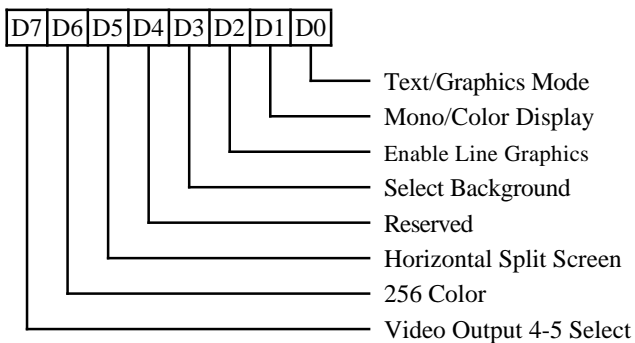 D7 D6 D5 D4 D3 D2 D1 D0
Text/Graphics Mode
Mono/Color Display
Enable Line Graphics
Select Background
Reserved
Horizontal Split Screen
256 Color
Video Output 4-5 Select